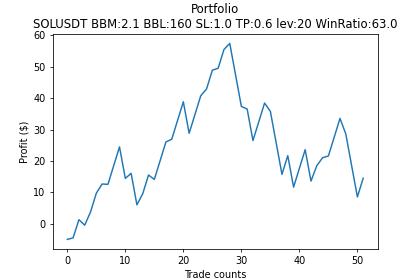 Portfolio
SOLUSDT BBM:2.1 BBL:160 SL:1.0 TP:0.6 lev:20 WinRatio:63.0
60
50
40
30
20
10
0
Profit ($)
0 10 20 30 40 50
Trade counts